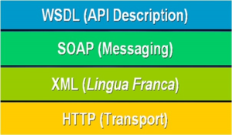 WSDL (API Description)
SOAP (Messaging)
XML (Lingua Franca)
HTTP (Transport)